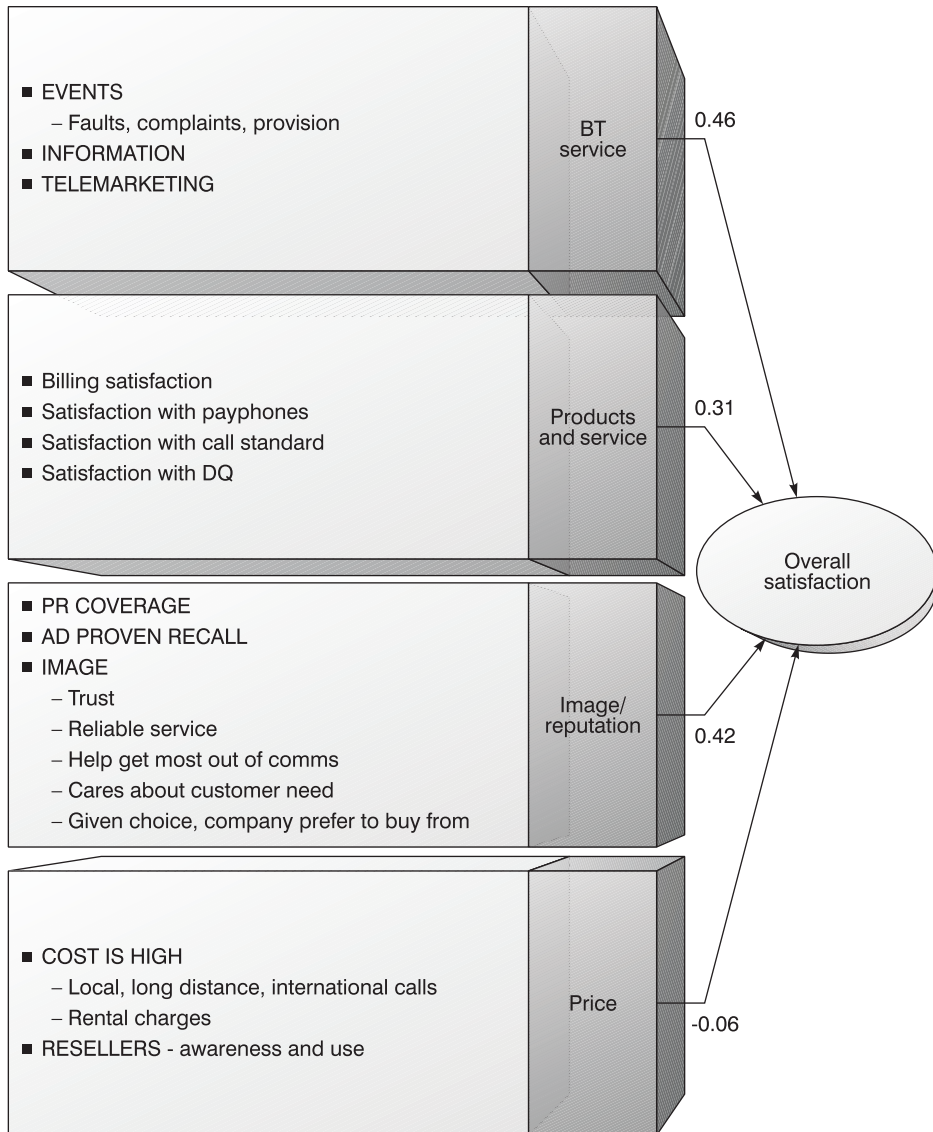 ■ EVENTS
– Faults, complaints, provision
■ INFORMATION
■ TELEMARKETING
BT
service
0.46
■ Billing satisfaction
■ Satisfaction with payphones
■ Satisfaction with call standard
■ Satisfaction with DQ
Products
and service
0.31
Overall
satisfaction
■ PR COVERAGE
■ AD PROVEN RECALL
■ IMAGE
– Trust
– Reliable service
– Help get most out of comms
– Cares about customer need
– Given choice, company prefer to buy from
Image/
reputation
0.42
■ COST IS HIGH
– Local, long distance, international calls
– Rental charges
■ RESELLERS - awareness and use
Price
-0.06